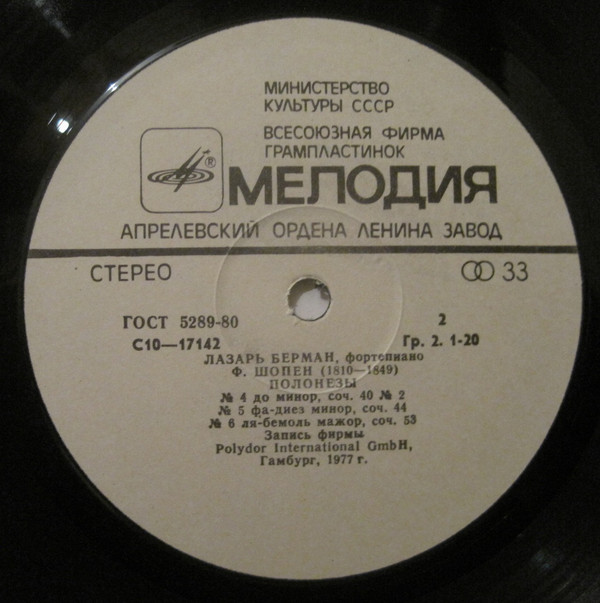 МИНИСТЕРСТВО
КУЛЬТУРЫ СССР
ВСЕСОЮЗНАЯ ФИРМА
ГРАМПЛАСТИНОК
®
МЕЛОДИЯ
АПРЕЛЕВСКИЙ ОРДЕНА ЛЕНИНА ЗАВОД
СТЕРЕО 33
ГОСТ 5289-80 2
С10—17142 Гр. 2. 1-20
ЛАЗАРЬ БЕРМАН, фортепиано
Ф. ШОПЕН (1810—1849)
ПОЛОНЕЗЫ
№ 4 до минор, соч. 40 № 2
№ 5 фа-диез минор, соч. 44
№ 6 ля-бемоль мажор, соч. 53
Запись фирмы
Polydor International GmbH,
Гамбург, 1977 г.